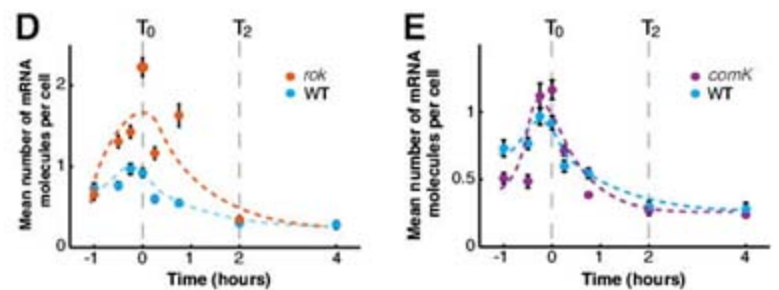 D
T0
T2
Mean number of mRNA
molecules per cell
2
1
0
rok
WT
-1
0
1
2
4
Time (hours)
E
T0
T2
Mean number of mRNA
molecules per cell
1
0.5
0
comK
WT
-1
0
1
2
4
Time (hours)